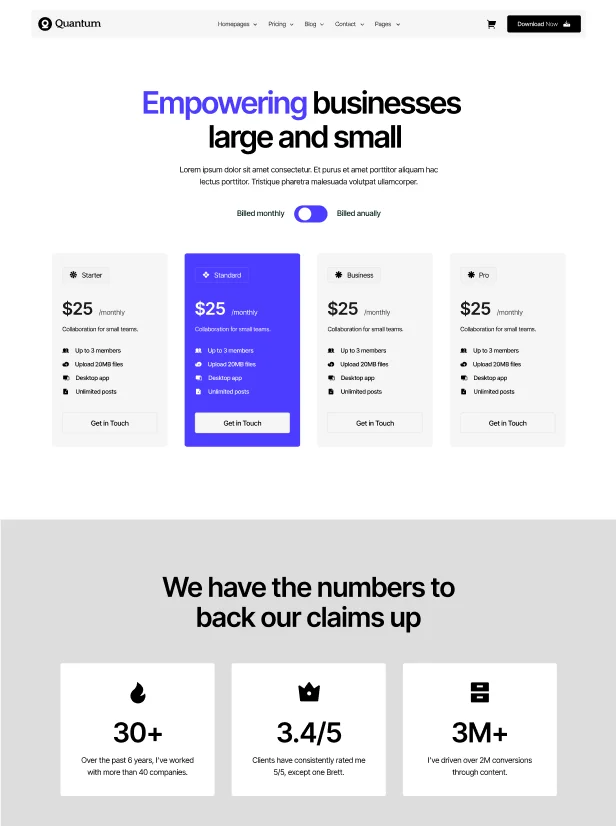 Quantum
Homepages
Pricing
Blog
Contact
Pages
Download Now
Empowering businesses
large and small
Lorem ipsum dolor sit amet consectetur. Et purus et amet porttitor aliquam hac
lectus porttitor. Tristique pharetra malesuada volutpat ullamcorper.
Billed monthly
Billed anually
Starter
$25 /monthly
Collaboration for small teams.
Up to 3 members
Upload 20MB files
Desktop app
Unlimited posts
Get in Touch
Standard
$25 /monthly
Collaboration for small teams.
Up to 3 members
Upload 20MB files
Desktop app
Unlimited posts
Get in Touch
Business
$25 /monthly
Collaboration for small teams.
Up to 3 members
Upload 20MB files
Desktop app
Unlimited posts
Get in Touch
Pro
$25 /monthly
Collaboration for small teams.
Up to 3 members
Upload 20MB files
Desktop app
Unlimited posts
Get in Touch
We have the numbers to
back our claims up
30+
Over the past 6 years, I've worked
with more than 40 companies.
3.4/5
Clients have consistently rated me
5/5, except one Brett.
3M+
I've driven over 2M conversions
through content.